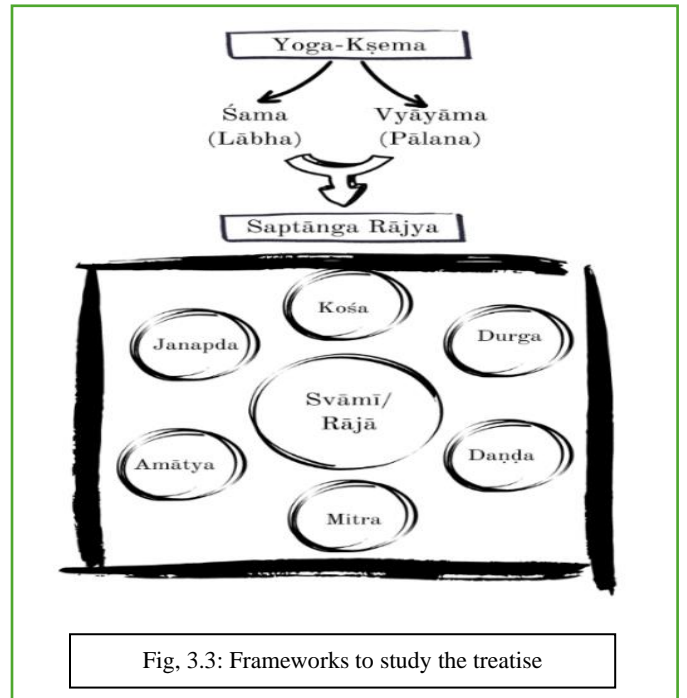 Yoga-Kṣema
Śama
(Lābha)
Vyāyāma
(Pālana)
Saptānga Rājya
Kośa
Janapda
Durga
Svāmī/
Rājā
Amātya
Daṇḍa
Mitra
Fig, 3.3: Frameworks to study the treatise